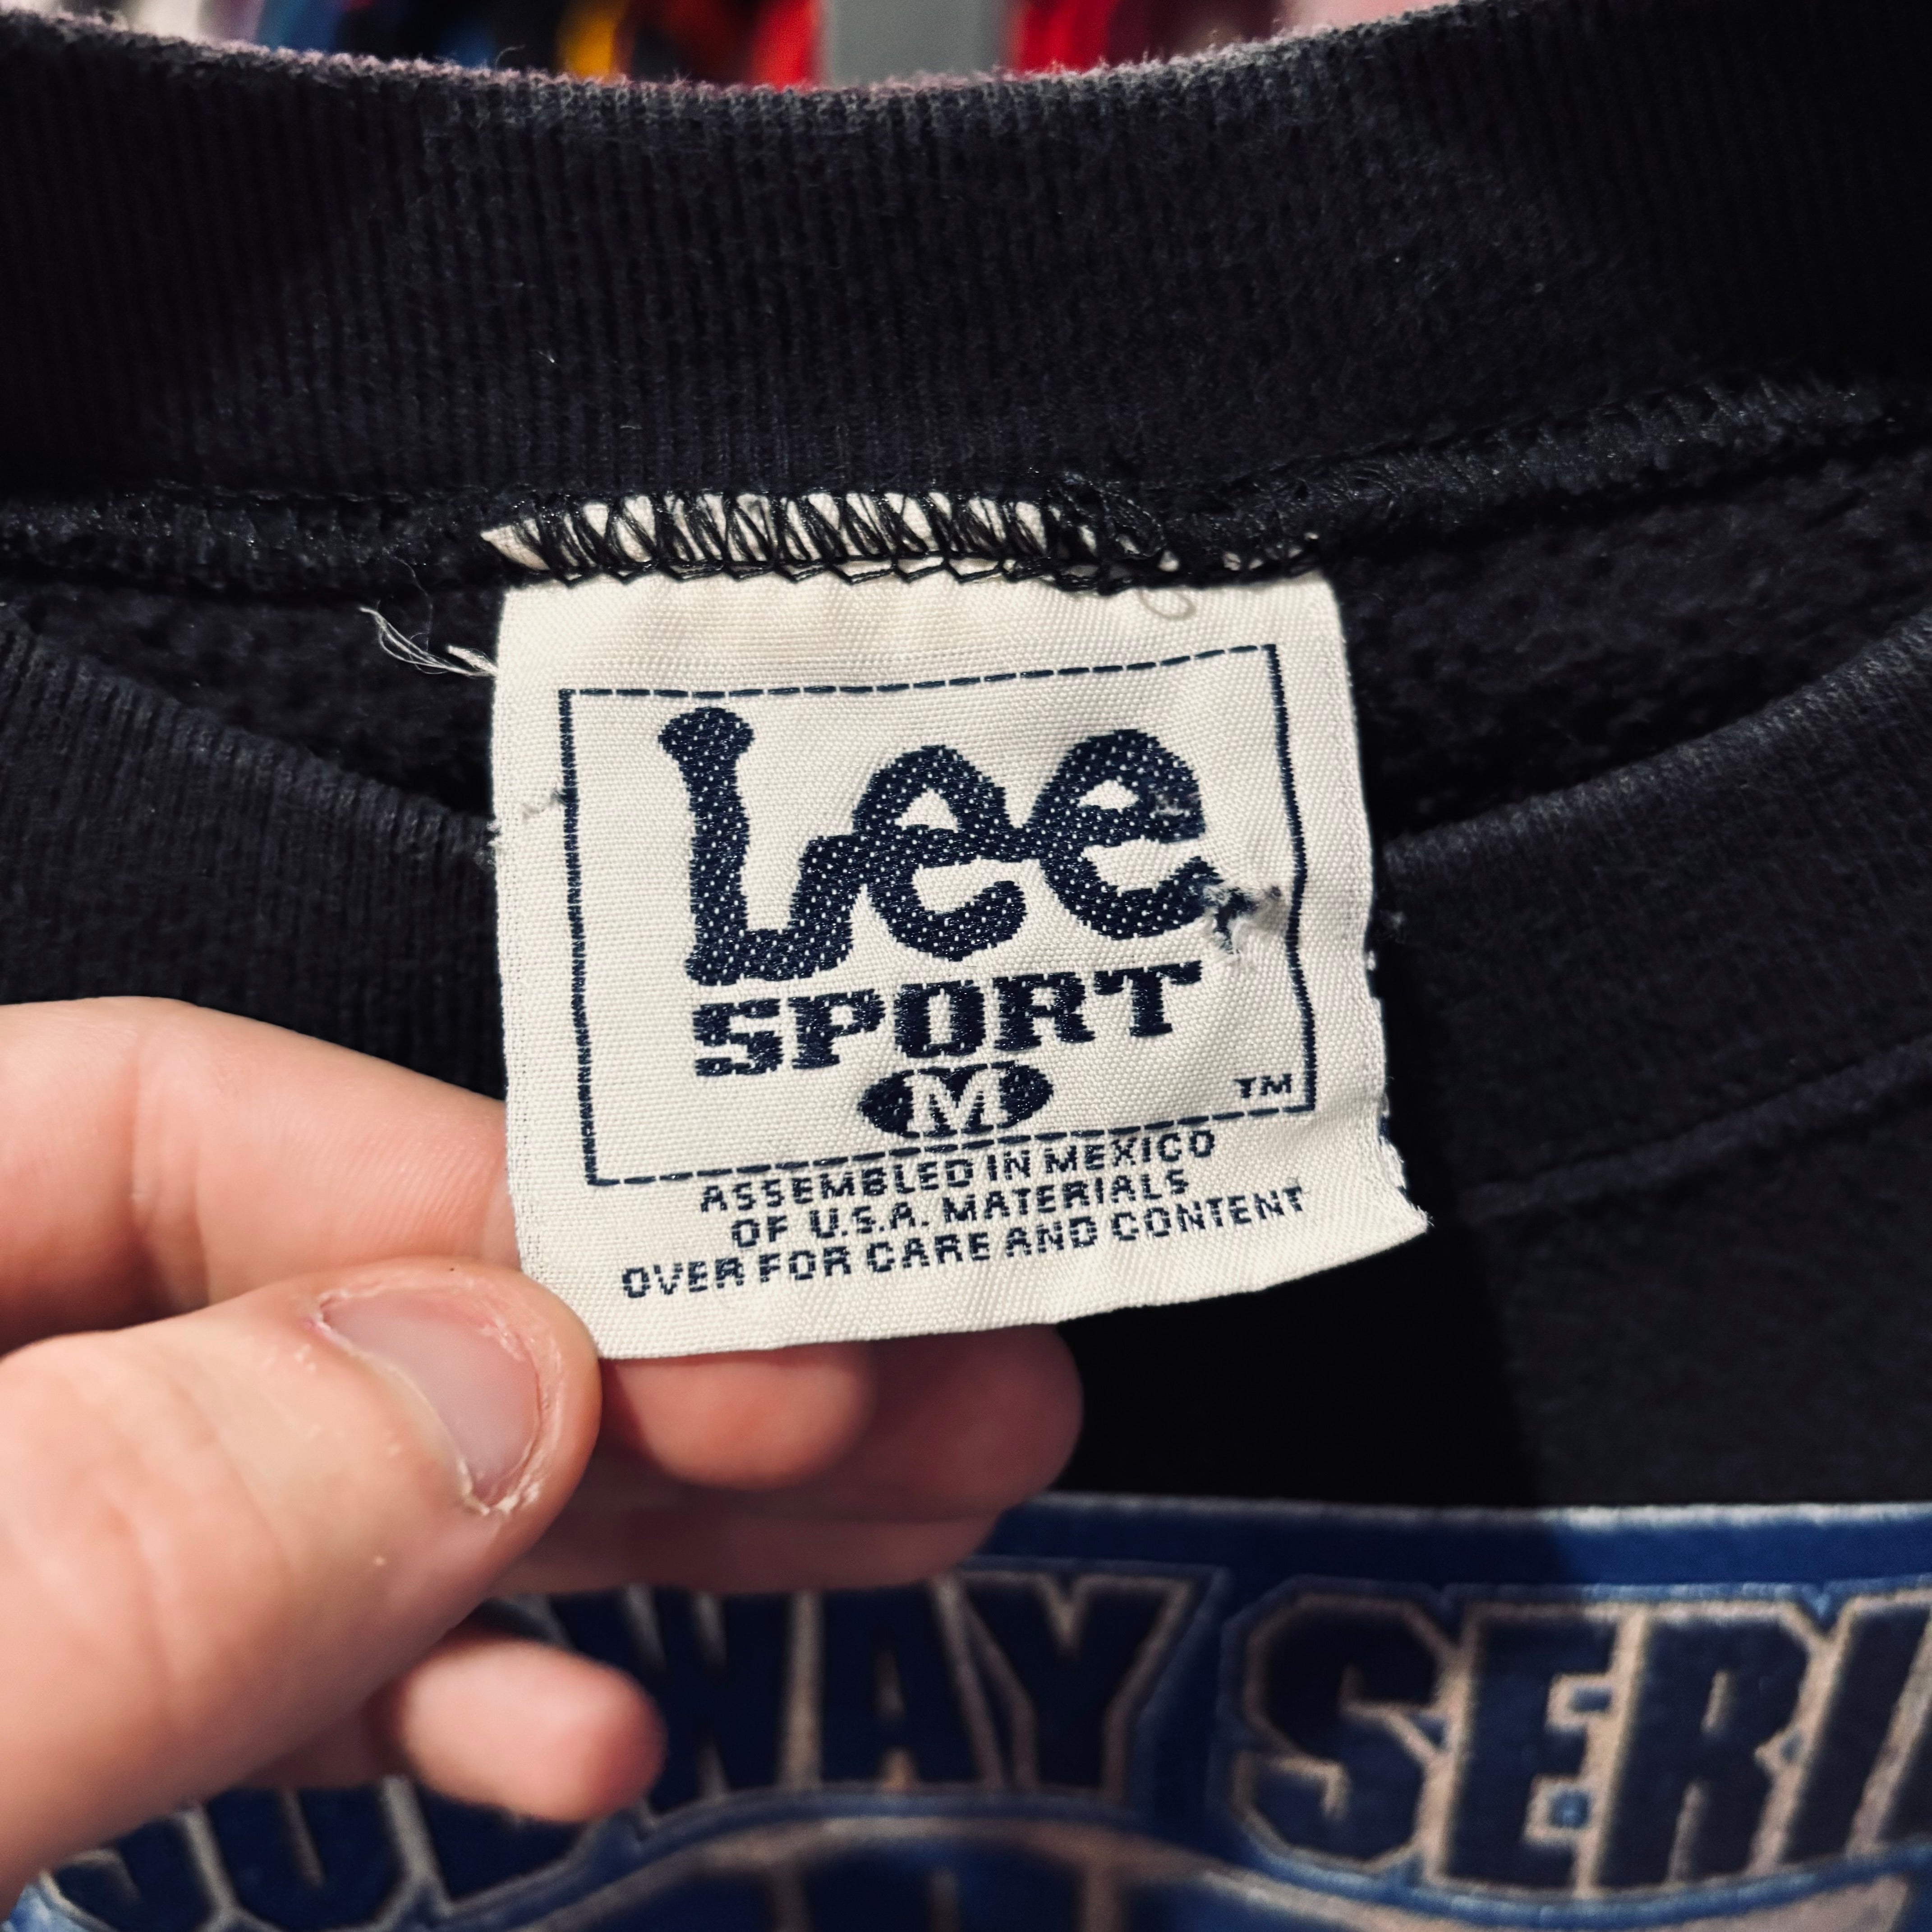 Lee
SPORT
M
TM
ASSEMBLED IN MEXICO
OF U.S.A. MATERIALS
OVER FOR CARE AND CONTENT